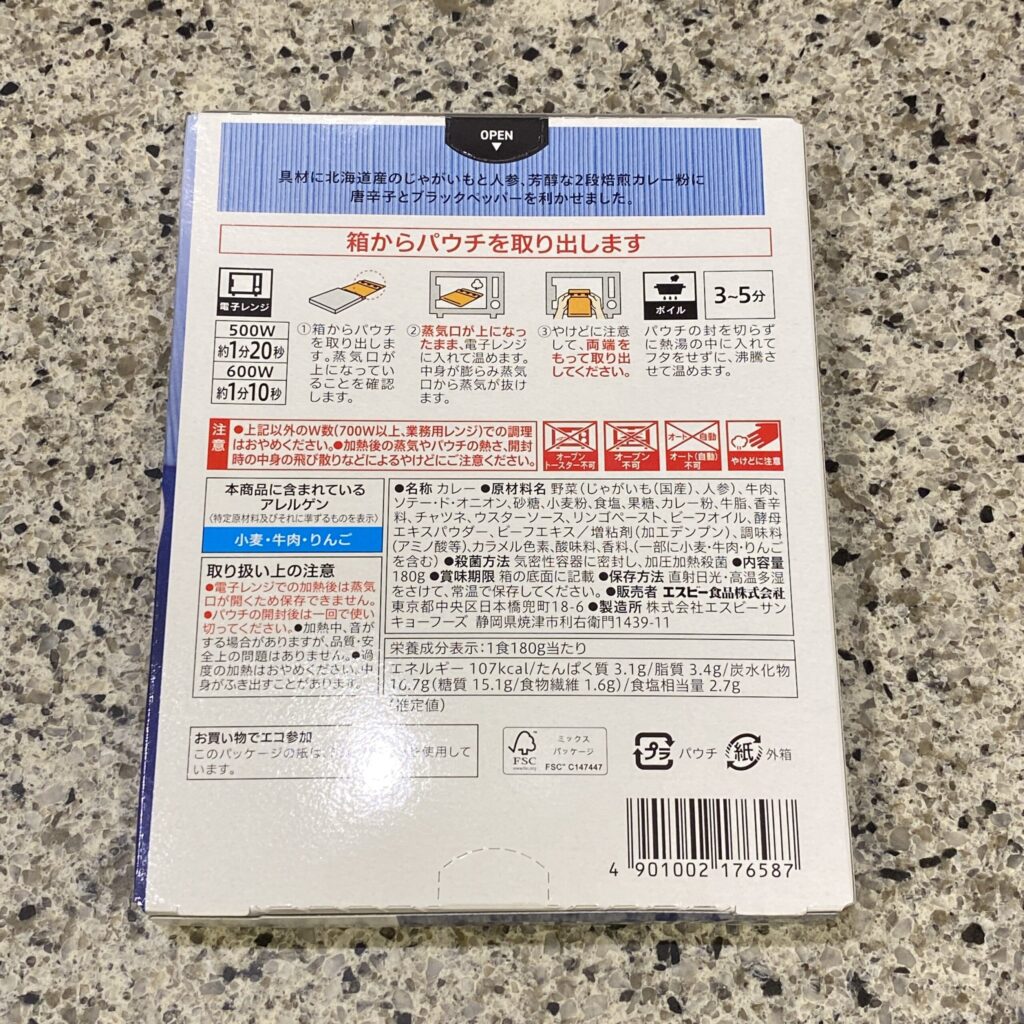 OPEN
具材に北海道産のじゃがいもと人参、芳醇な2段焙煎カレー粉に
唐辛子とブラックペッパーを利かせました。
箱からパウチを取り出します
電子レンジ
500W
約1分20秒
600W
約1分10秒
①箱からパウチ
を取り出しま
す。蒸気口が
上になってい
ることを確認
します。
②蒸気口が上になっ
たまま、電子レンジ
に入れて温めます。
中身が膨らみ蒸気
口から蒸気が抜け
ます。
③やけどに注意
して、両端を
もって取り出
してください。
ボイル
3~5分
パウチの封を切らず
に熱湯の中に入れて
フタをせずに、沸騰さ
せて温めます。
注意
●上記以外のW数(700W以上、業務用レンジ)での調理
はおやめください。●加熱後の蒸気やパウチの熱さ、開封
時の中身の飛び散りなどによるやけどにご注意ください。
オーブン
トースター不可
オーブン
不可
オート 自動
オート(自動)
不可
やけどに注意
本商品に含まれている
アレルゲン
(特定原材料及びそれに準ずるものを表示)
小麦・牛肉・りんご
取り扱い上の注意
●電子レンジでの加熱後は蒸気
口が開くため保存できません。
●パウチの開封後は一回で使い
切ってください。●加熱中、音が
する場合がありますが、品質・安
全上の問題はありません。●過
度の加熱はおやめください。中
身がふき出すことがあります。
●名称 カレー ●原材料名 野菜(じゃがいも(国産)、人参)、牛肉、
ソテー・ド・オニオン、砂糖、小麦粉、食塩、果糖、カレー粉、牛脂、香辛
料、チャツネ、ウスターソース、リンゴペースト、ビーフオイル、酵母
エキスパウダー、ビーフエキス/増粘剤(加工デンプン)、調味料
(アミノ酸等)、カラメル色素、酸味料、香料、(一部に小麦・牛肉・りんご
を含む) ●殺菌方法 気密性容器に密封し、加圧加熱殺菌 ●内容量
180g ●賞味期限 箱の底面に記載 ●保存方法 直射日光・高温多湿
をさけて、常温で保存してください。●販売者 エスビー食品株式会社
東京都中央区日本橋兜町18-6 ●製造所 株式会社エスビーサン
キョーフーズ 静岡県焼津市利右衛門1439-11
栄養成分表示:1食180g当たり
エネルギー 107kcal/たんぱく質 3.1g/脂質 3.4g/炭水化物
16.7g(糖質 15.1g/食物繊維 1.6g)/食塩相当量 2.7g
(推定値)
お買い物でエコ参加
このパッケージの紙は、を使用して
います。
FSC
www.fsc.org
ミックス
パッケージ
FSC™ C147447
プラ
パウチ
紙
外箱
4 901002 176587